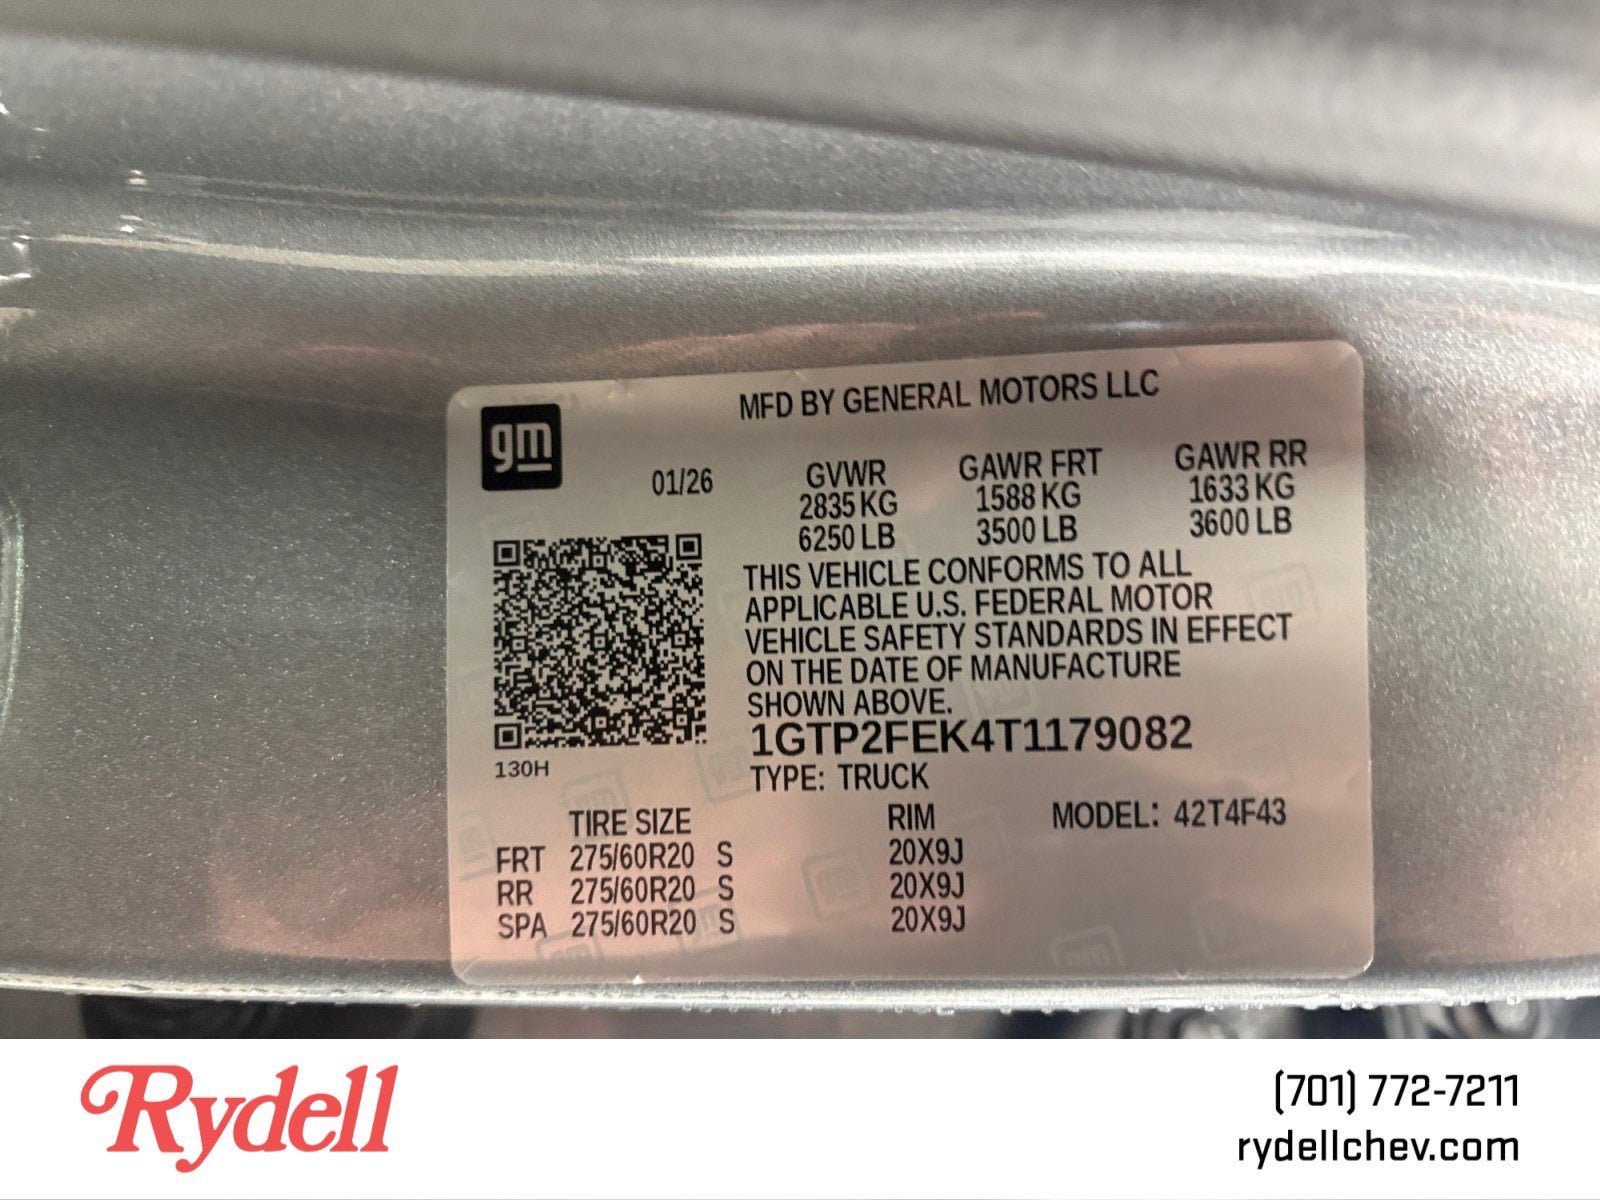 MFD BY GENERAL MOTORS LLC
gm
01/26
GVWR GAWR FRT GAWR RR
2835 KG 1588 KG 1633 KG
6250 LB 3500 LB 3600 LB
THIS VEHICLE CONFORMS TO ALL
APPLICABLE U.S. FEDERAL MOTOR
VEHICLE SAFETY STANDARDS IN EFFECT
ON THE DATE OF MANUFACTURE
SHOWN ABOVE.
1GTP2FEK4T1179082
130H
TYPE: TRUCK
TIRE SIZE RIM MODEL: 42T4F43
FRT 275/60R20 S 20X9J
RR 275/60R20 S 20X9J
SPA 275/60R20 S 20X9J
Rydell
(701) 772-7211
rydellchev.com